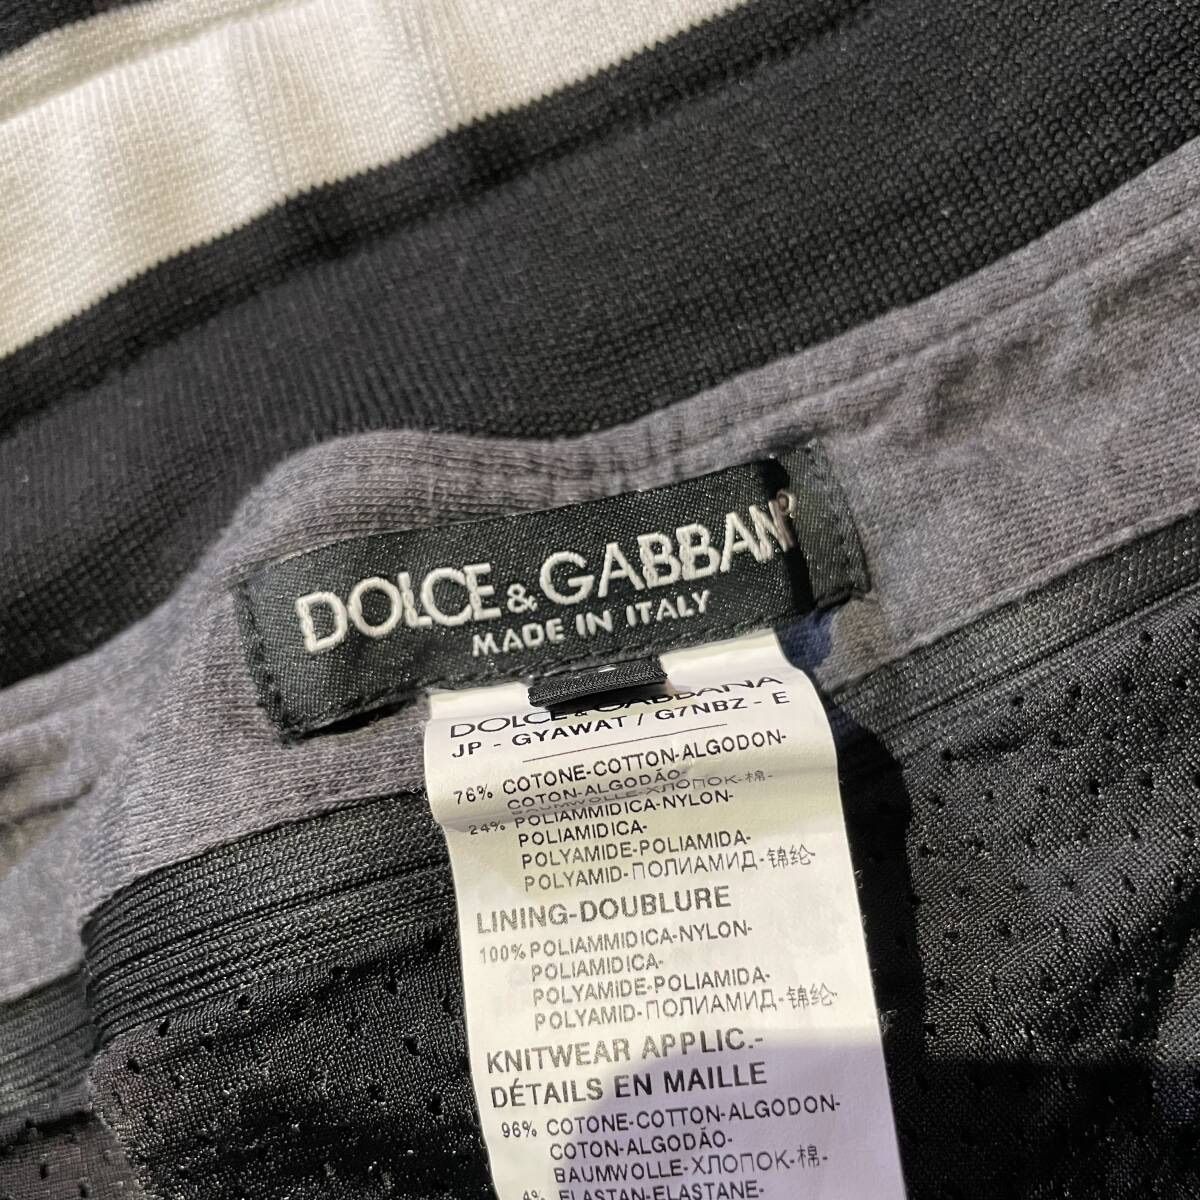 DOLCE & GABBAN
MADE IN ITALY
DOLCE & GABBANA
JP - GYAWAT / G7NBZ - E
76% COTONE-COTTON-ALGODON-
COTON-ALGODÃO-
BAUMWOLLE-ХЛОПОК-棉-
24% POLIAMMIDICA-NYLON-
POLIAMIDICA-
POLYAMIDE-POLIAMIDA-
POLYAMID-ПОЛИАМИД-锦纶-
LINING-DOUBLURE
100% POLIAMMIDICA-NYLON-
POLIAMIDICA-
POLYAMIDE-POLIAMIDA-
POLYAMID-ПОЛИАМИД-锦纶-
KNITWEAR APPLIC.-
DÉTAILS EN MAILLE
96% COTONE-COTTON-ALGODON-
COTON-ALGODÃO-
BAUMWOLLE-ХЛОПОК-棉-
4% ELASTAN-ELASTANE-